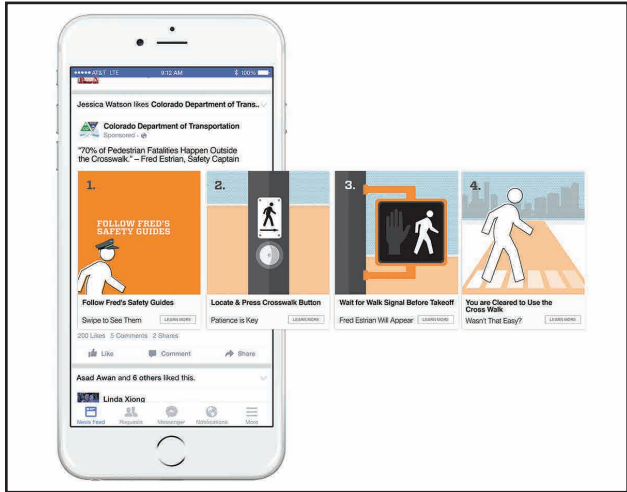 AT&T LTE 9:12 AM 100%
Jessica Watson likes Colorado Department of Trans..
Colorado Department of Transportation
Sponsored ·
"70% of Pedestrian Fatalities Happen Outside
the Crosswalk." – Fred Estrian, Safety Captain
1.
FOLLOW FRED'S
SAFETY GUIDES
Follow Fred's Safety Guides
Swipe to See Them LEARN MORE
2.
Locate & Press Crosswalk Button
Patience is Key LEARN MORE
3.
Wait for Walk Signal Before Takeoff
Fred Estrian Will Appear LEARN MORE
4.
You are Cleared to Use the
Cross Walk
Wasn't That Easy? LEARN MORE
200 Likes 5 Comments 2 Shares
Like Comment Share
Asad Awan and 6 others liked this.
Linda Xiong
News Feed Requests Messenger Notifications More